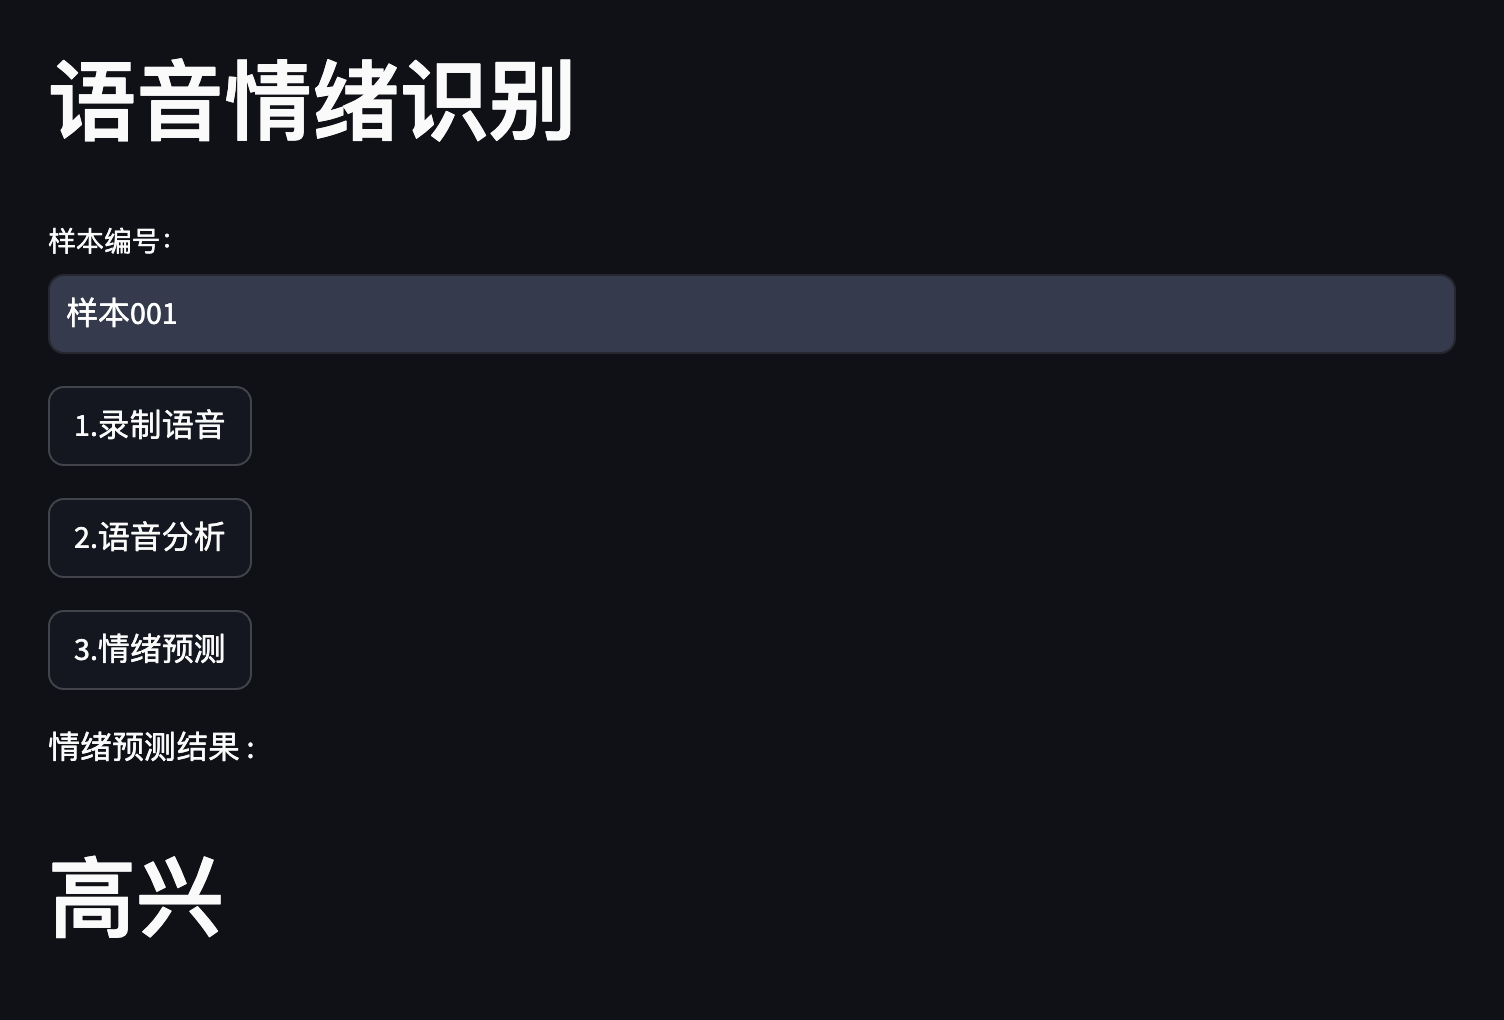 语音情绪识别
样本编号：
样本001
1.录制语音
2.语音分析
3.情绪预测
情绪预测结果 :
高兴